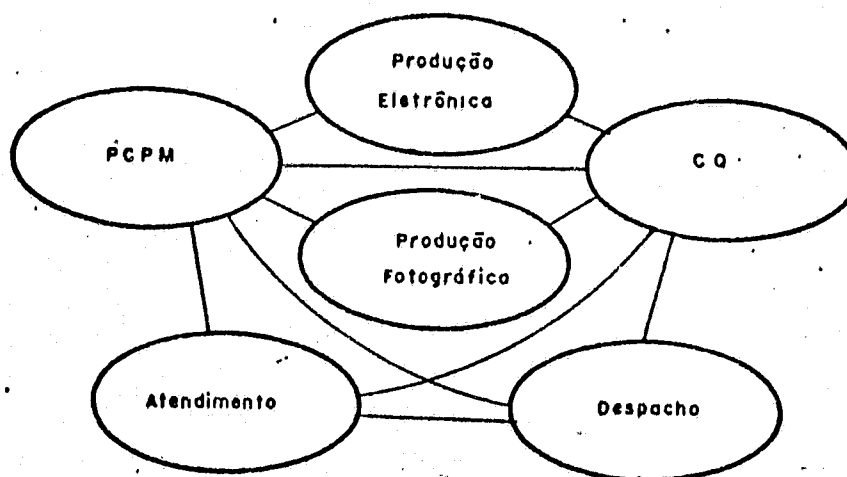 Produção
Eletrônica
PCPM
CQ
Produção
Fotográfica
Atendimento
Despacho